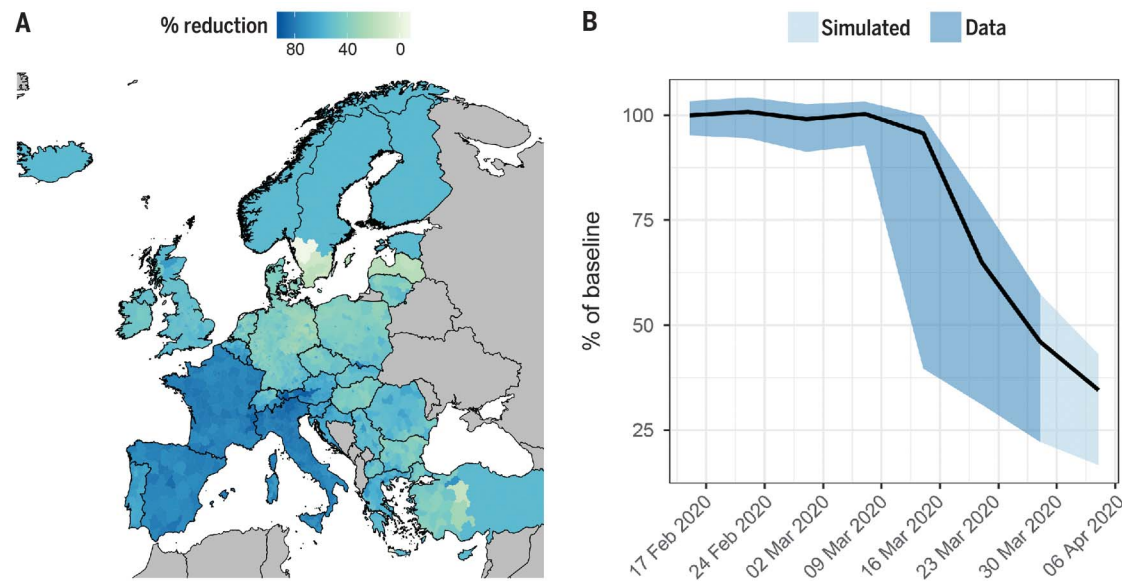 A
% reduction
80 40 0
B
Simulated Data
% of baseline
100
75
50
25
17 Feb 2020
24 Feb 2020
02 Mar 2020
09 Mar 2020
16 Mar 2020
23 Mar 2020
30 Mar 2020
06 Apr 2020